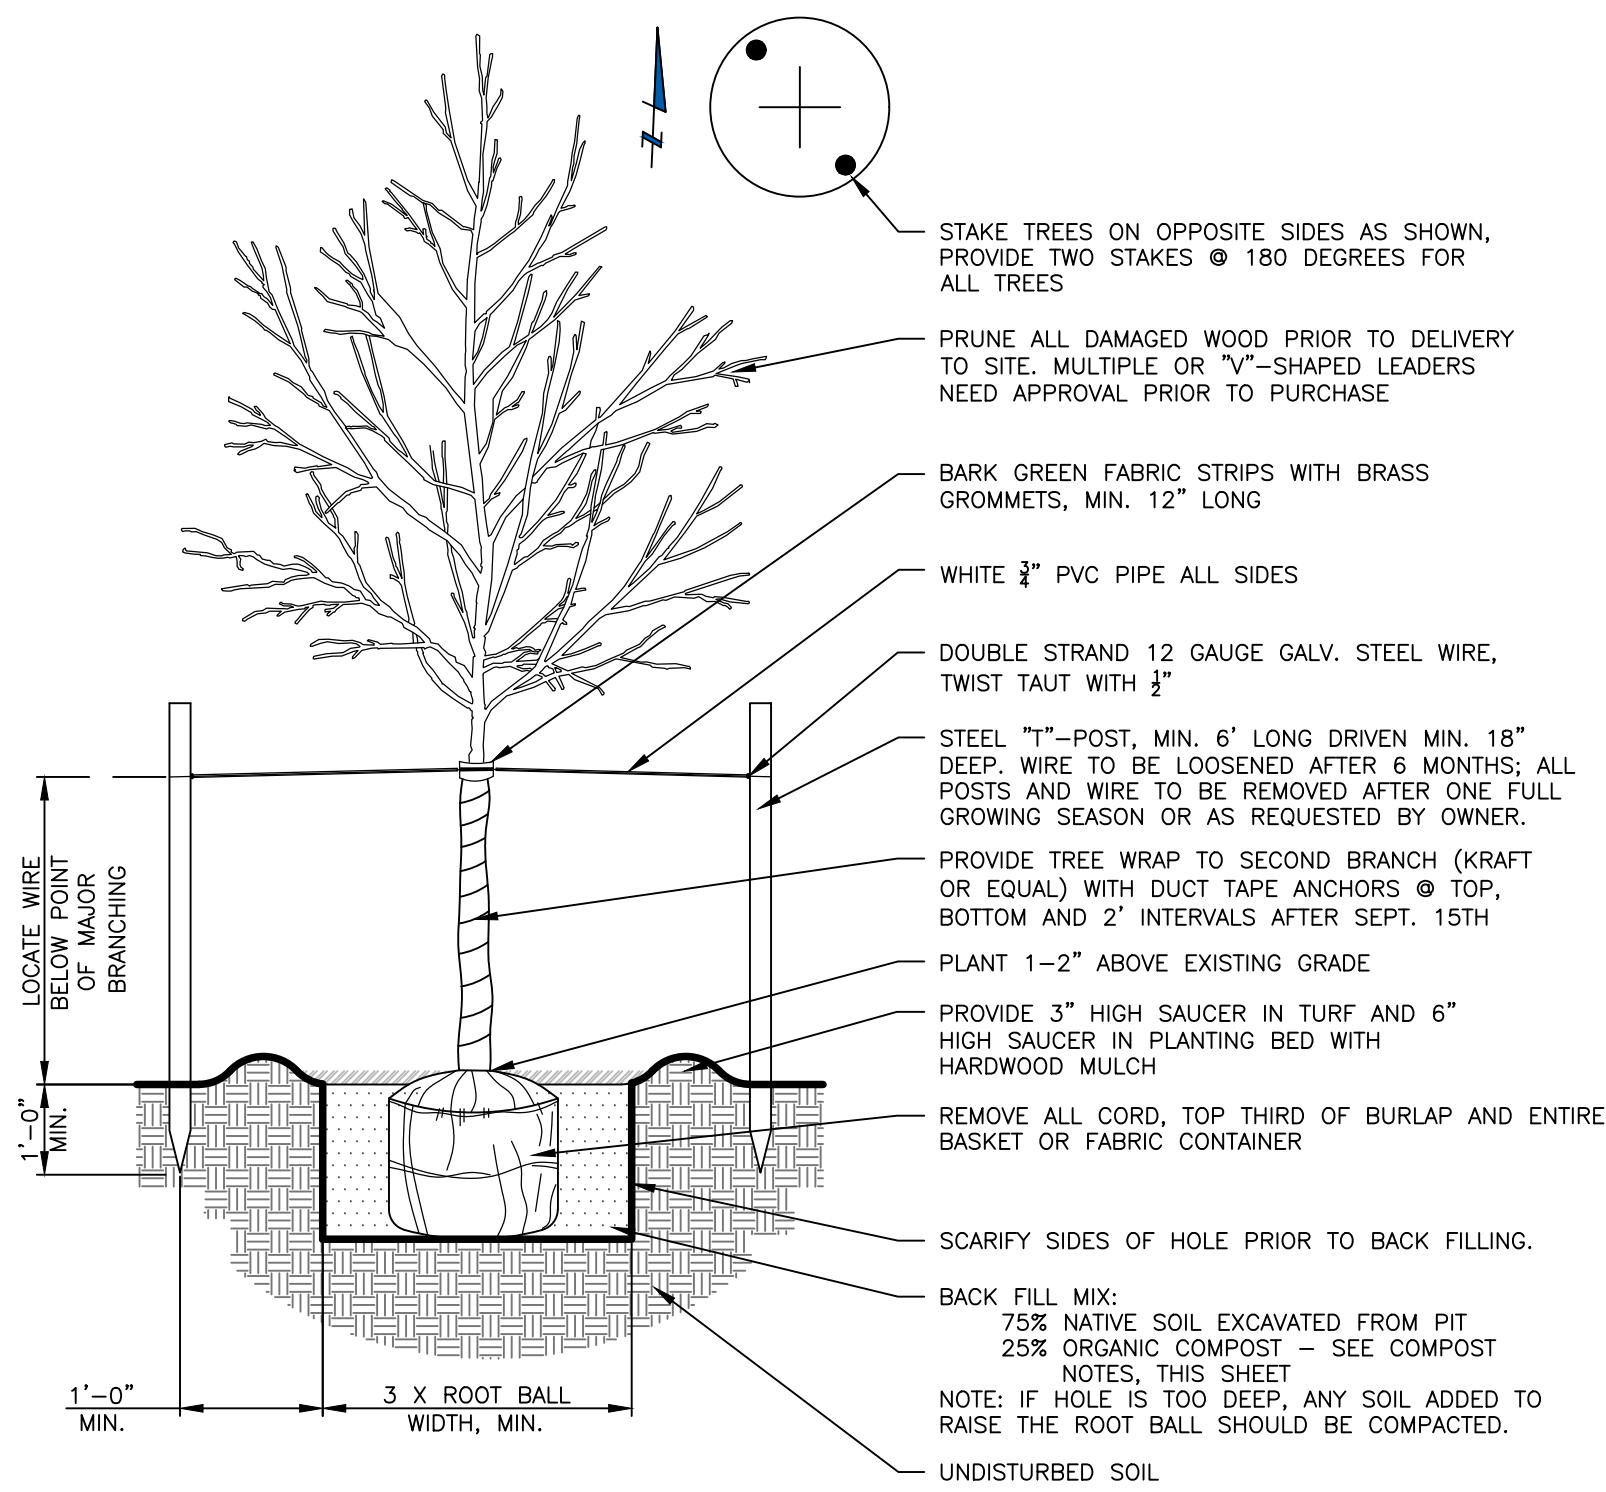 N
STAKE TREES ON OPPOSITE SIDES AS SHOWN,
PROVIDE TWO STAKES @ 180 DEGREES FOR
ALL TREES
PRUNE ALL DAMAGED WOOD PRIOR TO DELIVERY
TO SITE. MULTIPLE OR "V"-SHAPED LEADERS
NEED APPROVAL PRIOR TO PURCHASE
BARK GREEN FABRIC STRIPS WITH BRASS
GROMMETS, MIN. 12" LONG
WHITE 3/4" PVC PIPE ALL SIDES
DOUBLE STRAND 12 GAUGE GALV. STEEL WIRE,
TWIST TAUT WITH 1/2"
STEEL "T"-POST, MIN. 6' LONG DRIVEN MIN. 18"
DEEP. WIRE TO BE LOOSENED AFTER 6 MONTHS; ALL
POSTS AND WIRE TO BE REMOVED AFTER ONE FULL
GROWING SEASON OR AS REQUESTED BY OWNER.
PROVIDE TREE WRAP TO SECOND BRANCH (KRAFT
OR EQUAL) WITH DUCT TAPE ANCHORS @ TOP,
BOTTOM AND 2' INTERVALS AFTER SEPT. 15TH
PLANT 1-2" ABOVE EXISTING GRADE
PROVIDE 3" HIGH SAUCER IN TURF AND 6"
HIGH SAUCER IN PLANTING BED WITH
HARDWOOD MULCH
REMOVE ALL CORD, TOP THIRD OF BURLAP AND ENTIRE
BASKET OR FABRIC CONTAINER
SCARIFY SIDES OF HOLE PRIOR TO BACK FILLING.
BACK FILL MIX:
75% NATIVE SOIL EXCAVATED FROM PIT
25% ORGANIC COMPOST - SEE COMPOST
NOTES, THIS SHEET
NOTE: IF HOLE IS TOO DEEP, ANY SOIL ADDED TO
RAISE THE ROOT BALL SHOULD BE COMPACTED.
UNDISTURBED SOIL
LOCATE WIRE
BELOW POINT
OF MAJOR
BRANCHING
1'-0"
MIN.
1'-0"
MIN.
3 X ROOT BALL
WIDTH, MIN.